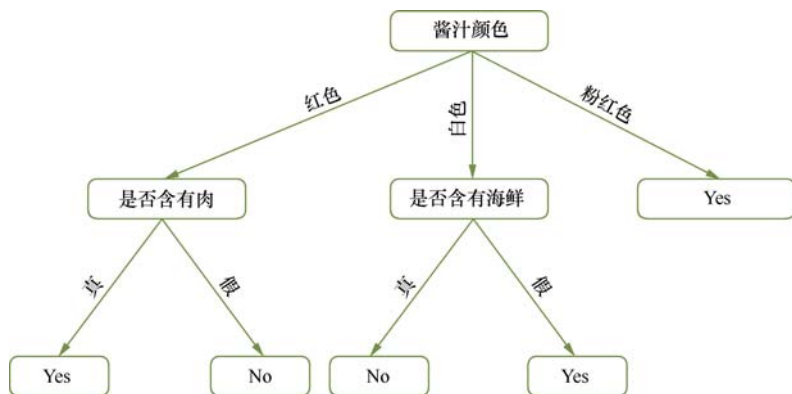 酱汁颜色
红色
白色
粉红色
是否含有肉
是否含有海鲜
Yes
真
假
真
假
Yes
No
No
Yes